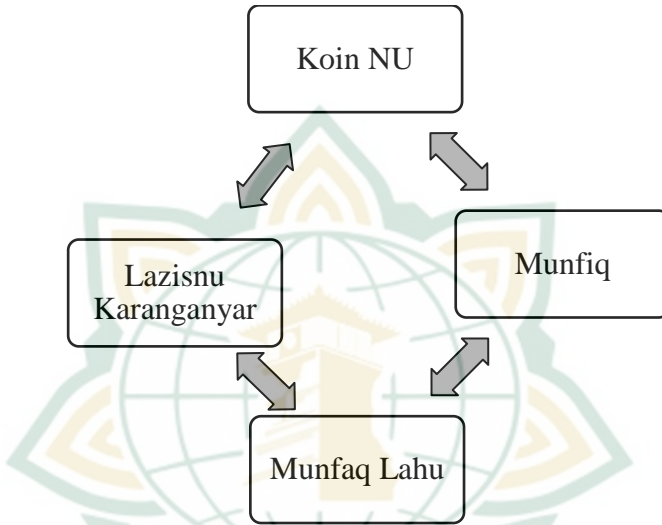 Koin NU
Munfiq
Lazisnu
Karanganyar
Munfaq Lahu